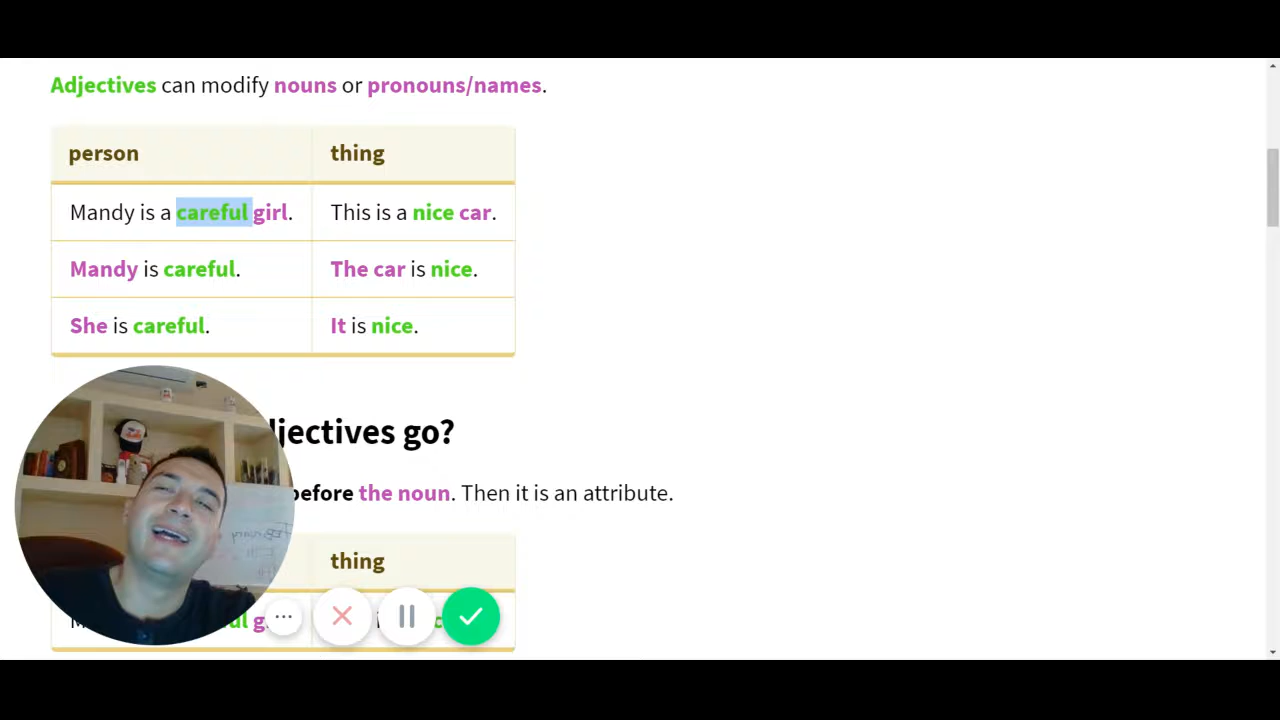 Adjectives can modify nouns or pronouns/names.
person thing
Mandy is a careful girl. This is a nice car.
Mandy is careful. The car is nice.
She is careful. It is nice.
go?
before the noun. Then it is an attribute.
thing